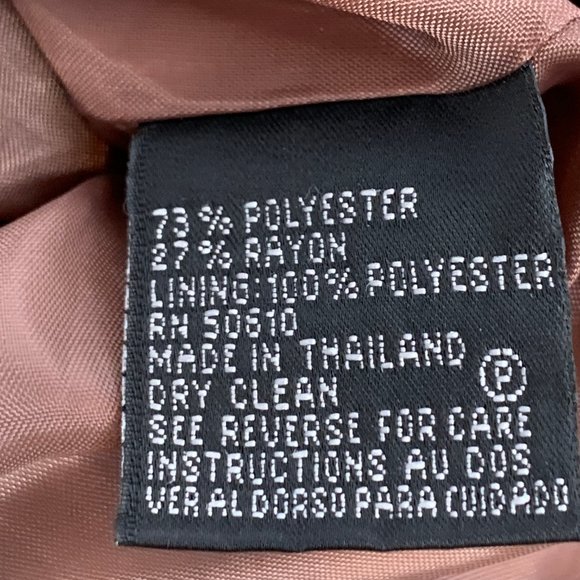 73% POLYESTER
27% RAYON
LINING:100% POLYESTER
RN 50610
MADE IN THAILAND
DRY CLEAN
P
SEE REVERSE FOR CARE
INSTRUCTIONS AU DOS
VER AL DORSO PARA CUIDADO